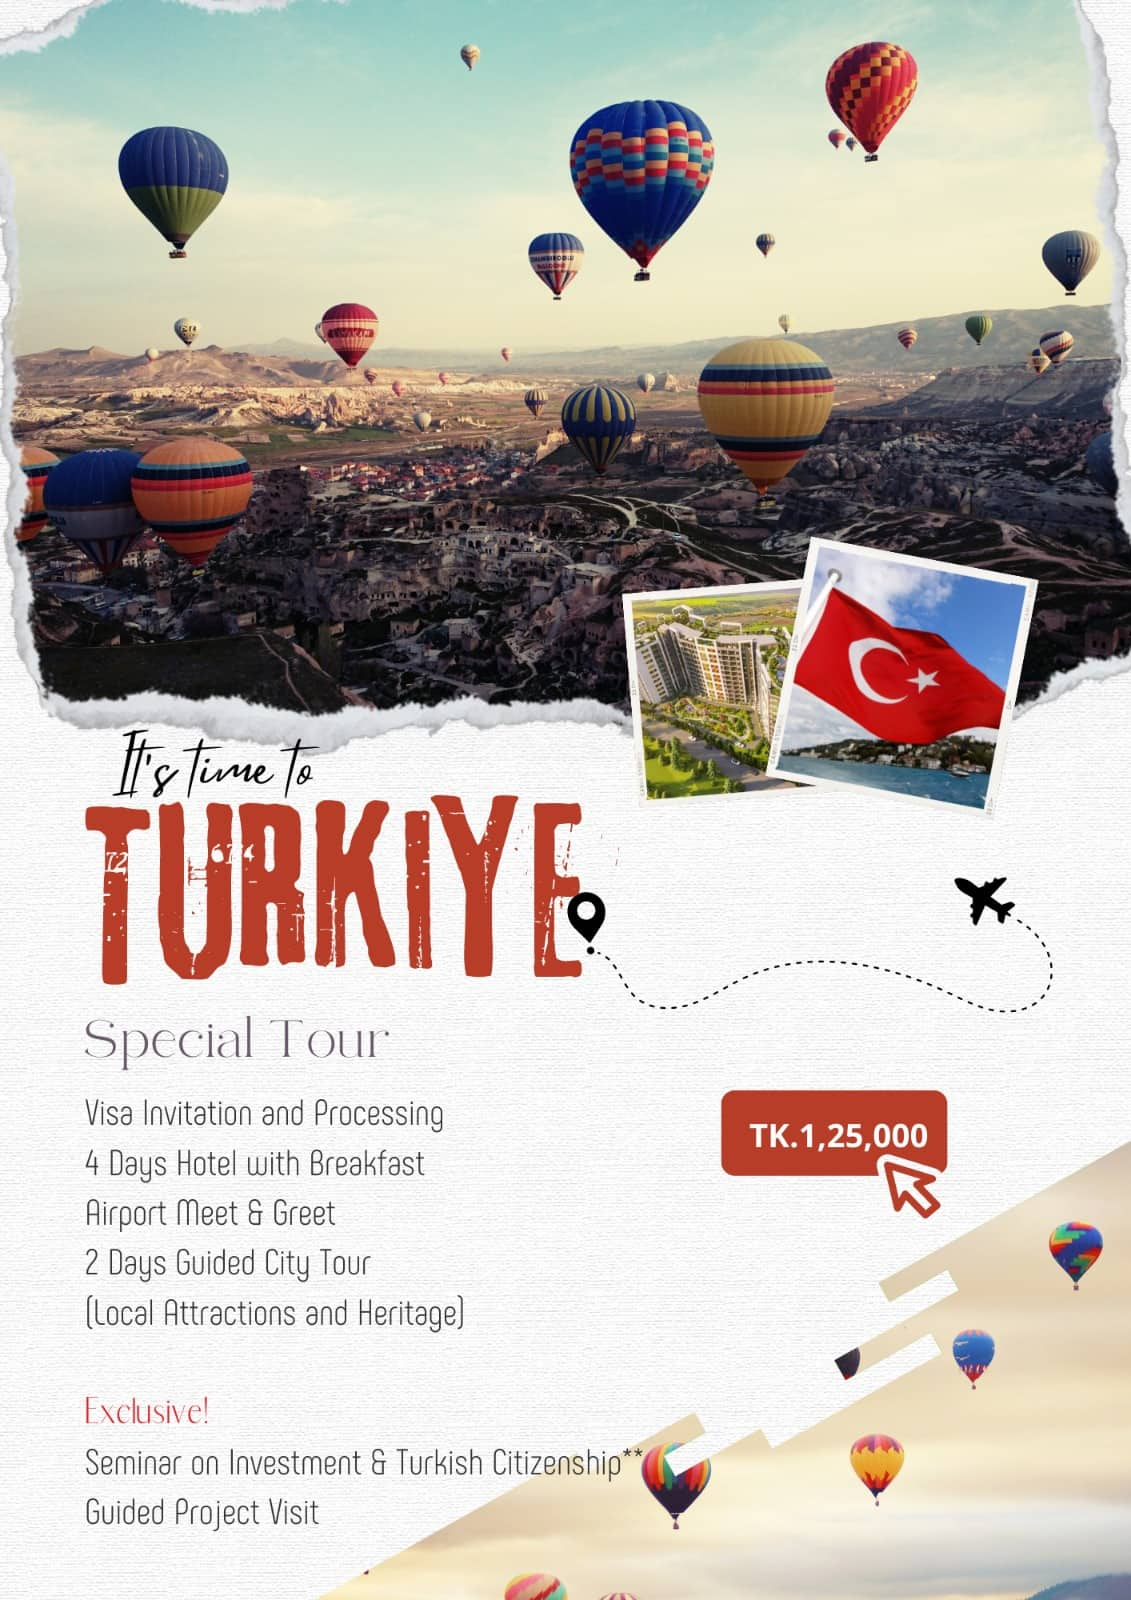 It's time to
TURKIYE
Special Tour
Visa Invitation and Processing
4 Days Hotel with Breakfast
Airport Meet & Greet
2 Days Guided City Tour
(Local Attractions and Heritage)
TK.1,25,000
Exclusive!
Seminar on Investment & Turkish Citizenship**
Guided Project Visit